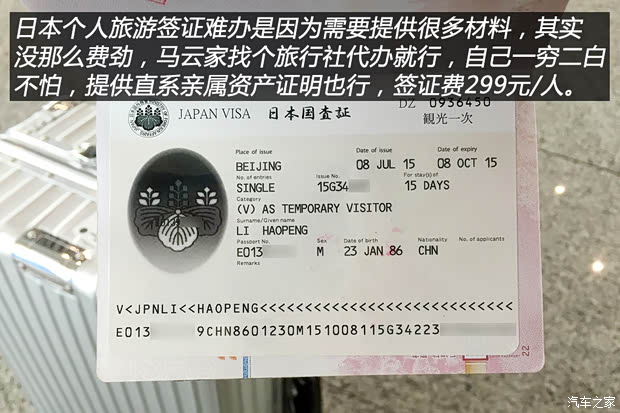 日本个人旅游签证难办是因为需要提供很多材料，其实
没那么费劲，马云家找个旅行社代办就行，自己一穷二白
不怕，提供直系亲属资产证明也行，签证费299元/人。
JAPAN VISA 日本国査証 DZ 0936450
観光一次
Place of issue Date of issue Date of expiry
BEIJING 08 JUL 15 08 OCT 15
No. of entries Issue No. For stay(s) of
SINGLE 15G34 15 DAYS
Category
(V) AS TEMPORARY VISITOR
Surname/Given name
LI HAOPENG
Passport No. Sex Date of birth Nationality No. of applicants
E013 M 23 JAN 86 CHN
Remarks
V<JPNLI<<HAOPENG<<<<<<<<<<<<<<<<<<<<<<<<<<<<
E013 9CHN8601230M151008115G34223
22
汽车之家